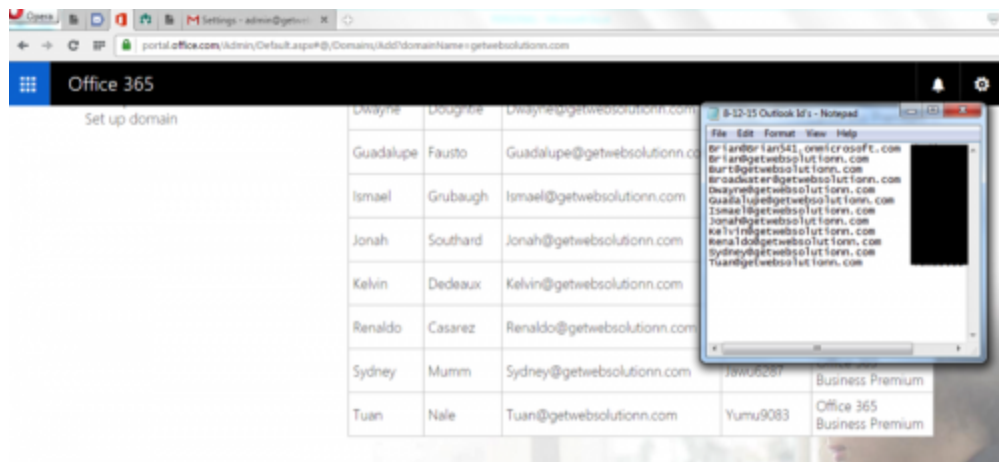 Opera
Settings - admin@getwe
portal.office.com/Admin/Default.aspx#@/Domains/Add?domainName=getwebsolutionn.com
Office 365
Set up domain
Dwayne Doughtie Dwayne@getwebsolutionn.com
Guadalupe Fausto Guadalupe@getwebsolutionn.co
Ismael Grubaugh Ismael@getwebsolutionn.com
Jonah Southard Jonah@getwebsolutionn.com
Kelvin Dedeaux Kelvin@getwebsolutionn.com
Renaldo Casarez Renaldo@getwebsolutionn.com
Sydney Mumm Sydney@getwebsolutionn.com Jawu6287 Office 365
Business Premium
Tuan Nale Tuan@getwebsolutionn.com Yumu9083 Office 365
Business Premium
8-12-15 Outlook Id's - Notepad
File Edit Format View Help
Brian@Brian541.onmicrosoft.com
Brian@getwebsolutionn.com
Burt@getwebsolutionn.com
Broadwater@getwebsolutionn.com
Dwayne@getwebsolutionn.com
Guadalupe@getwebsolutionn.com
Ismael@getwebsolutionn.com
Jonah@getwebsolutionn.com
Kelvin@getwebsolutionn.com
Renaldo@getwebsolutionn.com
Sydney@getwebsolutionn.com
Tuan@getwebsolutionn.com